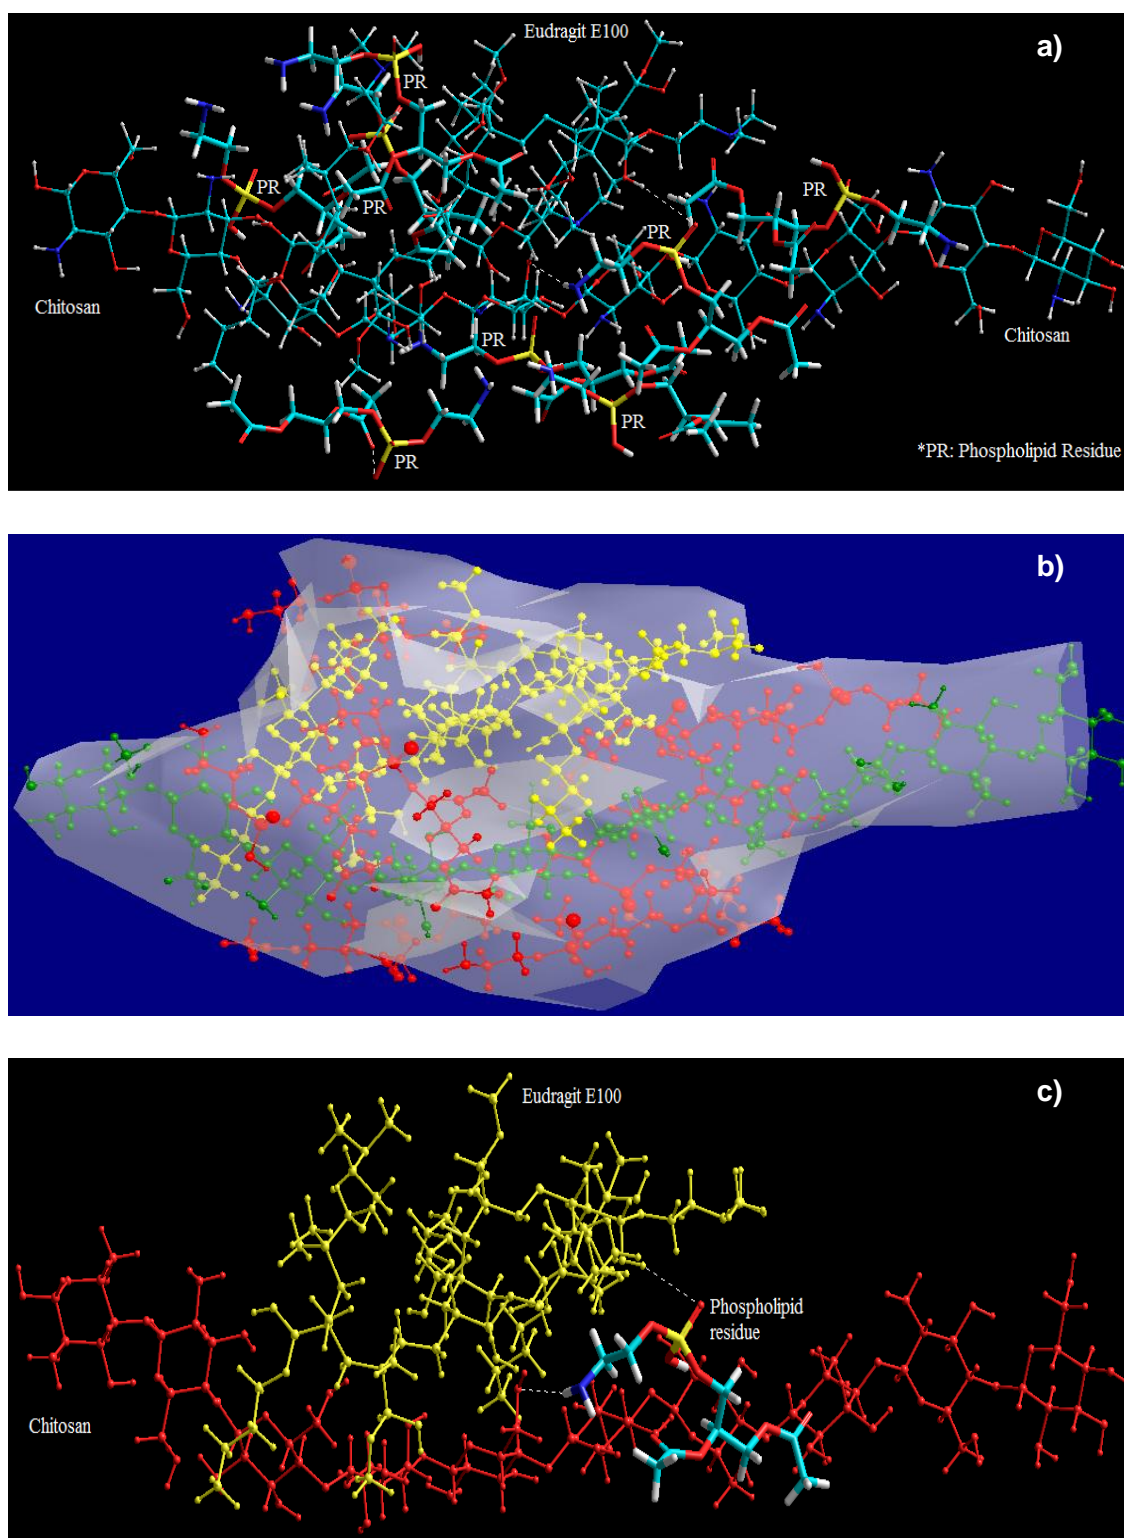 Eudragit E100
a)
PR
PR
PR
PR
PR
PR
Chitosan
PR
Chitosan
PR
PR
*PR: Phospholipid Residue
b)
c)
Eudragit E100
Phospholipid
residue
Chitosan